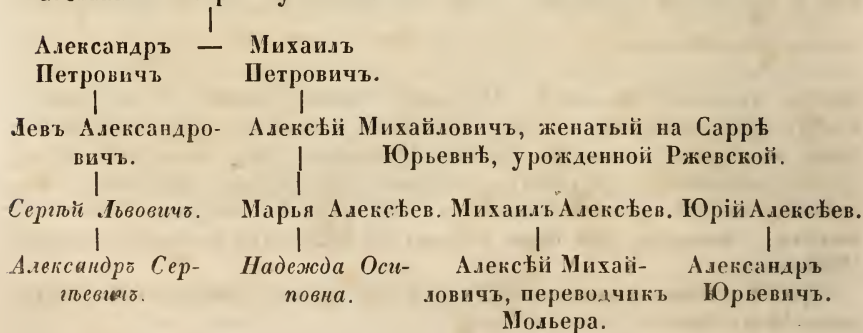 Александръ — Михаилъ
Петровичъ. Петровичъ.
Левъ Александро- Алексѣй Михайловичъ, женатый на Саррѣ
вичъ. Юрьевнѣ, урожденной Ржевской.
Сергѣй Львовичъ. Марья Алексѣев. Михаилъ Алексѣев. Юрій Алексѣев.
Александръ Сер- Надежда Оси- Алексѣй Михай- Александръ
гѣевичъ. повна. ловичъ, переводчикъ Юрьевичъ.
Мольера.